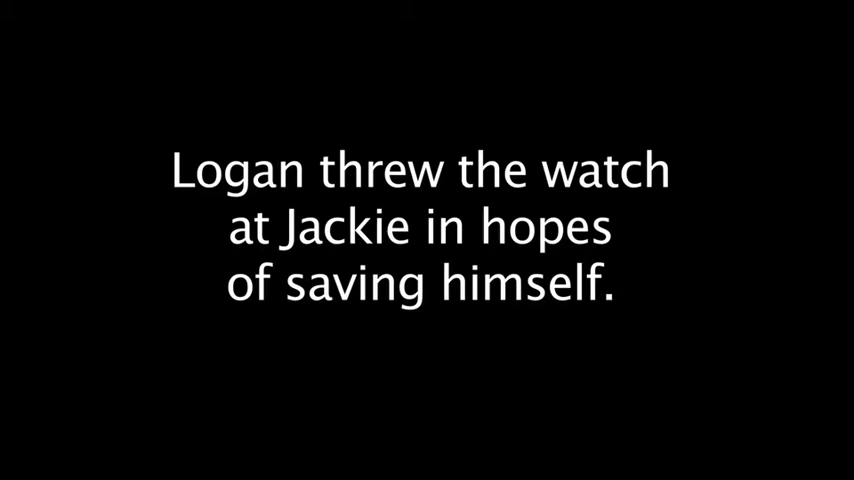 Logan threw the watch
at Jackie in hopes
of saving himself.